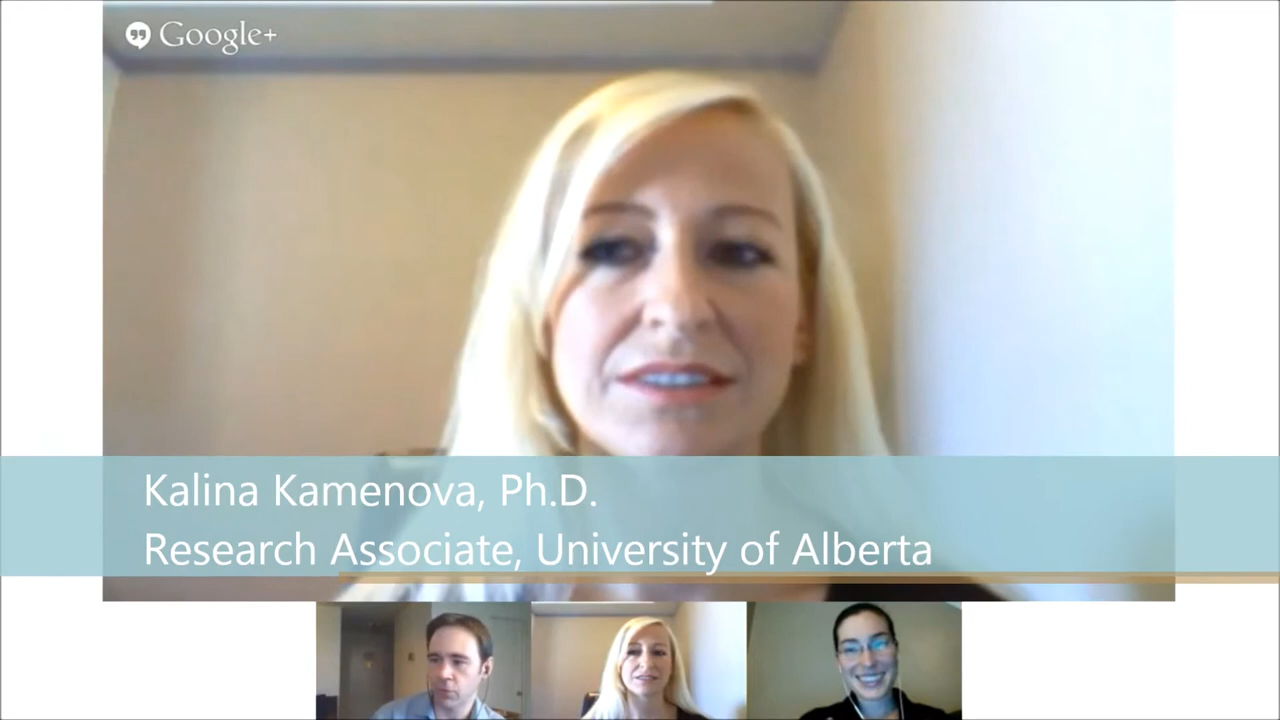 Google+
Kalina Kamenova, Ph.D.
Research Associate, University of Alberta